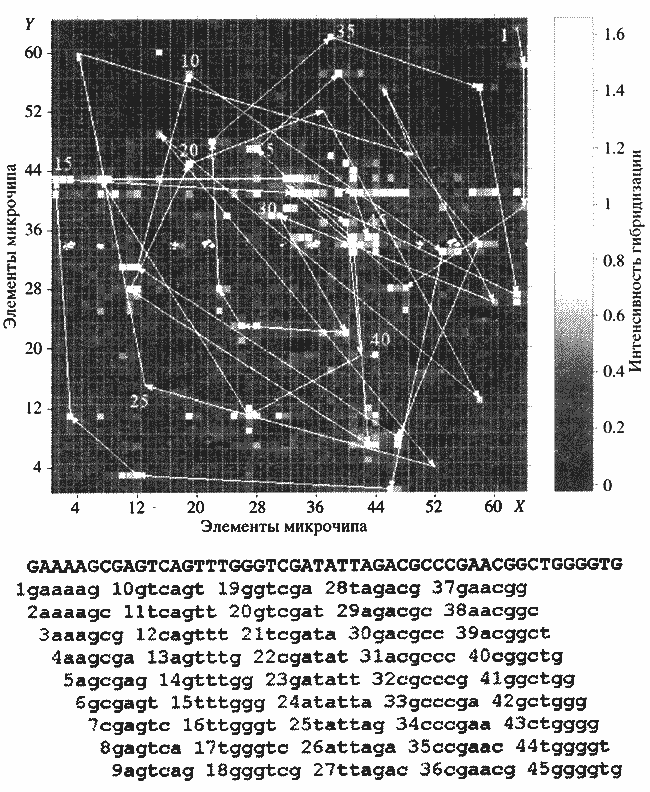 Y
60
52
44
36
28
20
12
4
Элементы микрочипа
4 12 20 28 36 44 52 60 X
Элементы микрочипа
1
35
10
20
15
30
40
25
1.6
1.4
1.2
1
0.8
0.6
0.4
0.2
0
Интенсивность гибридизации
GAAAAGCGAGTCAGTTTGGGTCGATATTAGACGCCCGAACGGCTGGGGTG
1gaaaag 10gtcagt 19ggtcga 28tagacg 37gaacgg
2aaaagc 11tcagtt 20gtcgat 29agacgc 38aacggc
3aaagcg 12cagttt 21tcgata 30gacgcc 39acggct
4aagcga 13agtttg 22cgatat 31acgccc 40cggctg
5agcgag 14gtttgg 23gatatt 32cgcccg 41ggctgg
6gcgagt 15tttggg 24atatta 33gcccga 42gctggg
7cgagtc 16ttgggt 25tattag 34cccgaa 43ctgggg
8gagtca 17tgggtc 26attaga 35ccgaac 44tggggt
9agtcag 18gggtcg 27ttagac 36cgaacg 45ggggtg